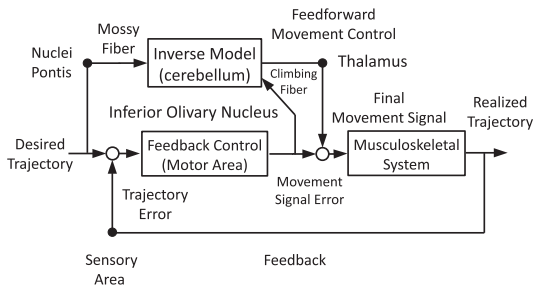 Feedforward
Movement Control
Mossy
Fiber
Nuclei
Pontis
Inverse Model
(cerebellum)
Thalamus
Climbing
Fiber
Inferior Olivary Nucleus
Final
Movement Signal
Realized
Trajectory
Desired
Trajectory
Feedback Control
(Motor Area)
Musculoskeletal
System
Trajectory
Error
Movement
Signal Error
Sensory
Area
Feedback